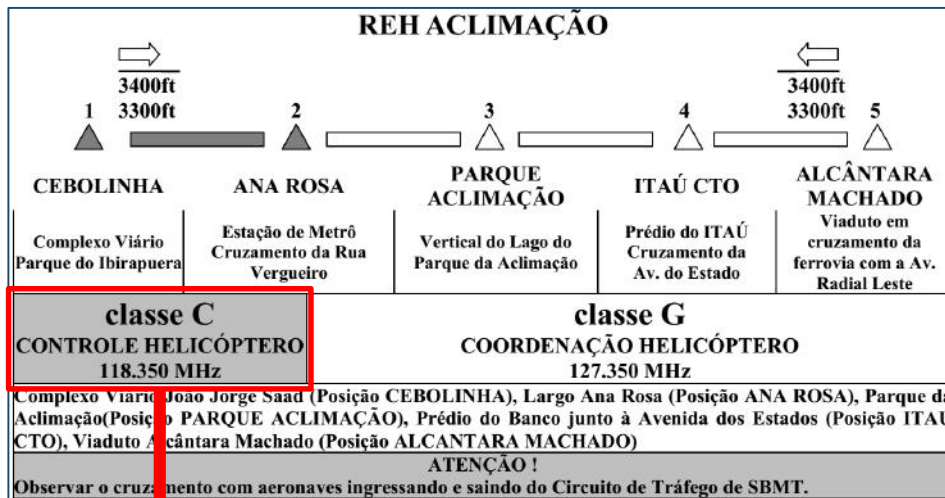 REH ACLIMAÇÃO
3400ft
3300ft
3400ft
3300ft
1
2
3
4
5
CEBOLINHA
ANA ROSA
PARQUE
ACLIMAÇÃO
ITAÚ CTO
ALCÂNTARA
MACHADO
Complexo Viário
Parque do Ibirapuera
Estação de Metrô
Cruzamento da Rua
Vergueiro
Vertical do Lago do
Parque da Aclimação
Prédio do ITAÚ
Cruzamento da
Av. do Estado
Viaduto em
cruzamento da
ferrovia com a Av.
Radial Leste
classe C
CONTROLE HELICÓPTERO
118.350 MHz
classe G
COORDENAÇÃO HELICÓPTERO
127.350 MHz
Complexo Viário João Jorge Saad (Posição CEBOLINHA), Largo Ana Rosa (Posição ANA ROSA), Parque da
Aclimação(Posição PARQUE ACLIMAÇÃO), Prédio do Banco junto à Avenida dos Estados (Posição ITAÚ
CTO), Viaduto Alcântara Machado (Posição ALCANTARA MACHADO)
ATENÇÃO !
Observar o cruzamento com aeronaves ingressando e saindo do Circuito de Tráfego de SBMT.